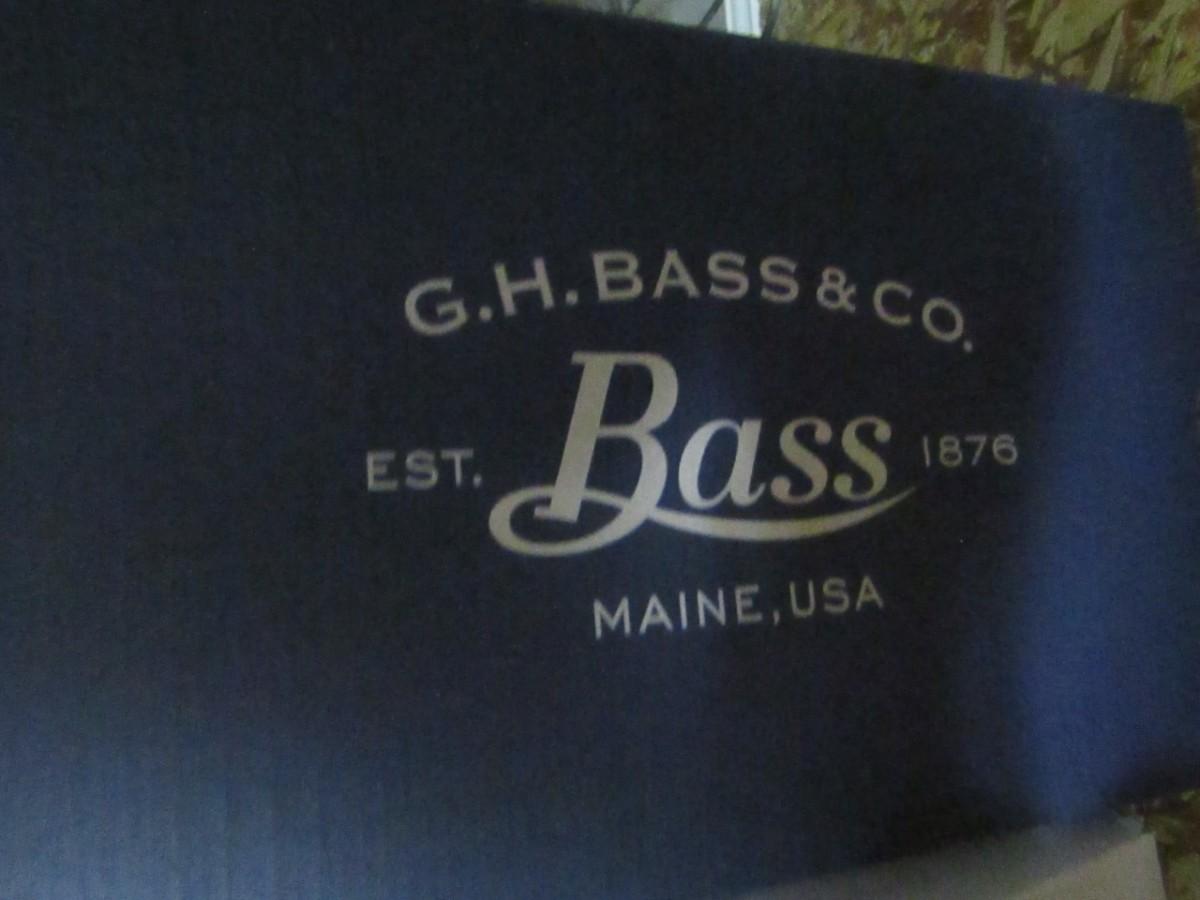 G.H. BASS & CO.
EST. Bass 1876
MAINE, USA